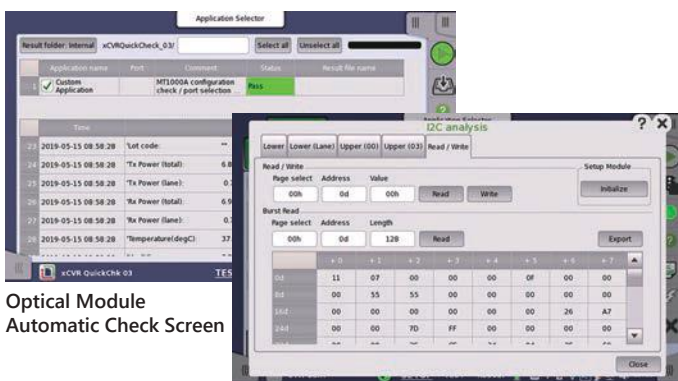 Application Selector
Result folder: Internal xCVRQuickCheck_03/ Select all Unselect all
Application name Port Comment Status Result file name
1 Custom Application MT1000A configuration check / port selection ... Pass
Time
23 2019-05-15 08:58:28 'Lot code: --
24 2019-05-15 08:58:28 'Tx Power (total): 6.8
25 2019-05-15 08:58:28 'Tx Power (lane): 0.
26 2019-05-15 08:58:28 'Rx Power (total): 6.9
27 2019-05-15 08:58:28 'Rx Power (lane): 0.
28 2019-05-15 08:58:28 'Temperature(degC): 37.
xCVR QuickChk 03 TES
Optical Module
Automatic Check Screen
I2C analysis ? X
Lower Lower (Lane) Upper (00) Upper (03) Read / Write
Read / Write Setup Module
Page select Address Value
00h 0d 00h Read Write Initialize
Burst Read
Page select Address Length
00h 0d 128 Read Export
+ 0 + 1 + 2 + 3 + 4 + 5 + 6 + 7
0d 11 07 00 00 00 0F 00 00
8d 00 55 55 00 00 00 00 00
16d 00 00 00 00 00 00 26 A7
24d 00 00 7D FF 00 00 00 00
Close